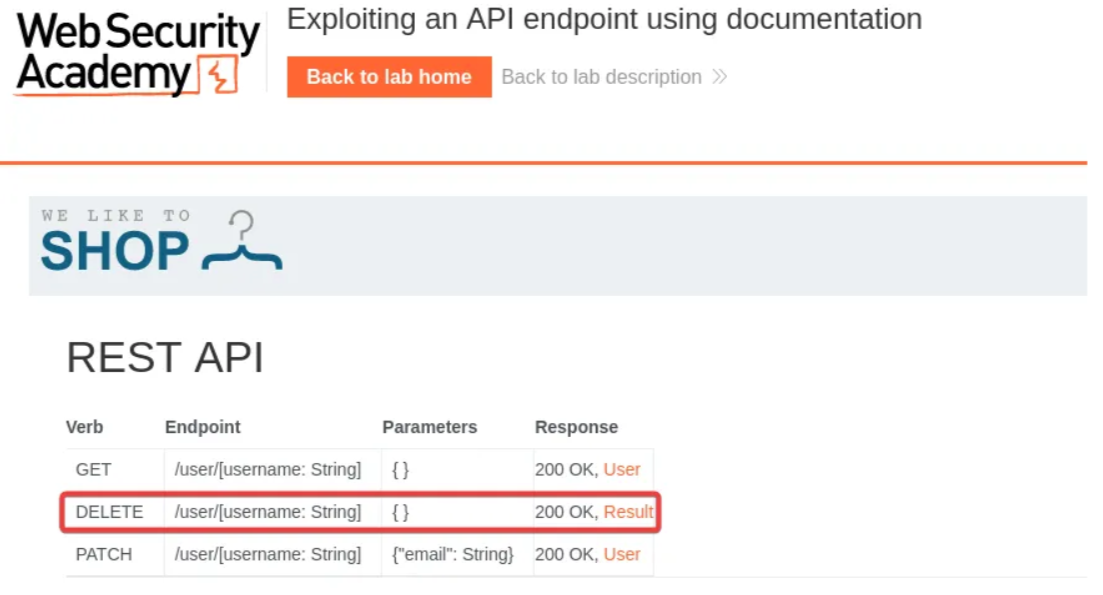 Web Security
Academy
Exploiting an API endpoint using documentation
Back to lab home Back to lab description
WE LIKE TO
SHOP
REST API
Verb Endpoint Parameters Response
GET /user/[username: String] { } 200 OK, User
DELETE /user/[username: String] { } 200 OK, Result
PATCH /user/[username: String] {"email": String} 200 OK, User